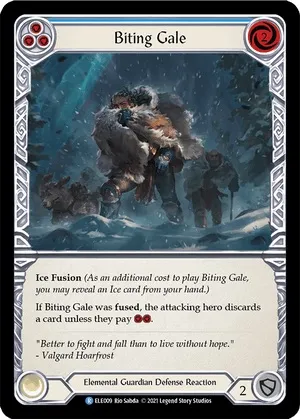 Biting Gale
2
Ice Fusion (As an additional cost to play Biting Gale,
you may reveal an Ice card from your hand.)
If Biting Gale was fused, the attacking hero discards
a card unless they pay
"Better to fight and fall than to live without hope."
- Valgard Hoarfrost
Elemental Guardian Defense Reaction
2
R ELE009 Rio Sabda © 2021 Legend Story Studios